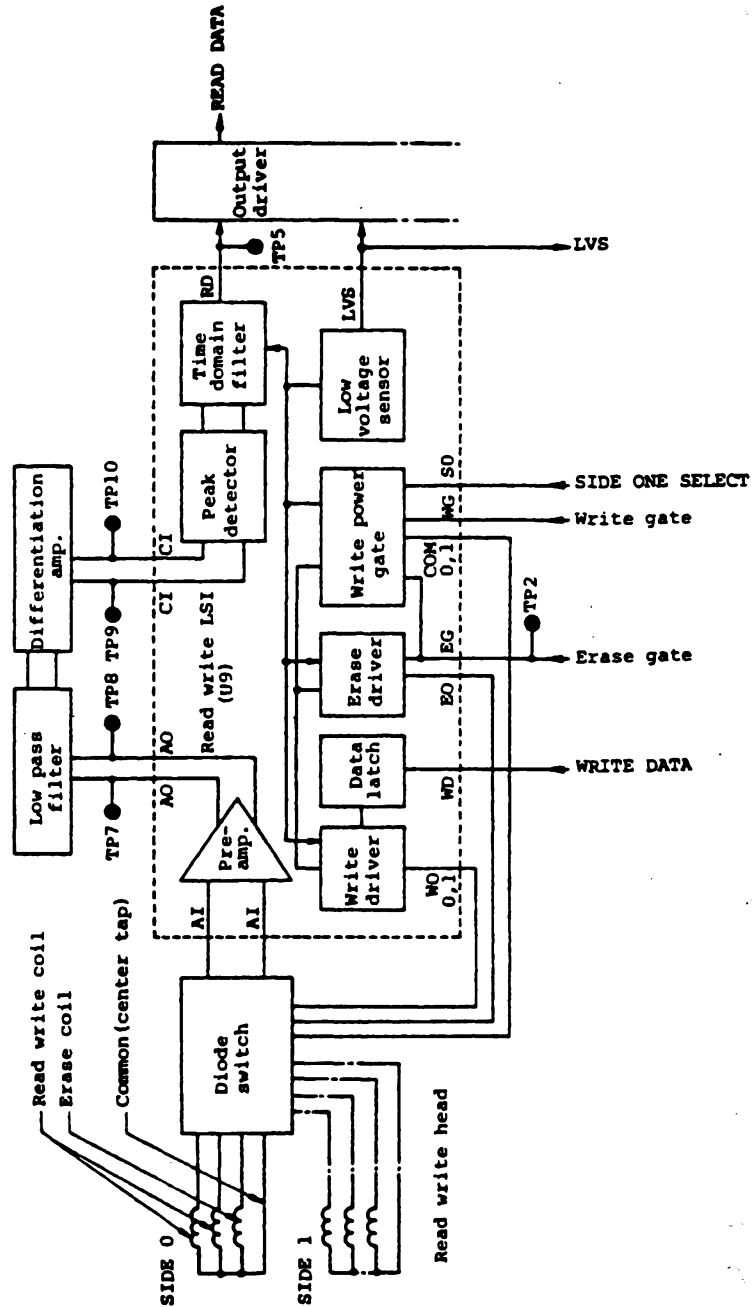 Read write coil
Erase coil
Common(center tap)
SIDE 0
SIDE 1
Read write head
Diode
switch
AI
AI
Pre-
amp.
AO
AO
TP7
TP8
Low pass
filter
Differentiation
amp.
TP9
TP10
CI
CI
Read write LSI
(U9)
Peak
detector
Time
domain
filter
RD
TP5
Output
driver
READ DATA
Write
driver
Data
latch
Erase
driver
Write power
gate
Low
voltage
sensor
LVS
LVS
WO
0,1
WD
EO
EG
COM
0,1
WG
SO
WRITE DATA
Erase gate
TP2
Write gate
SIDE ONE SELECT